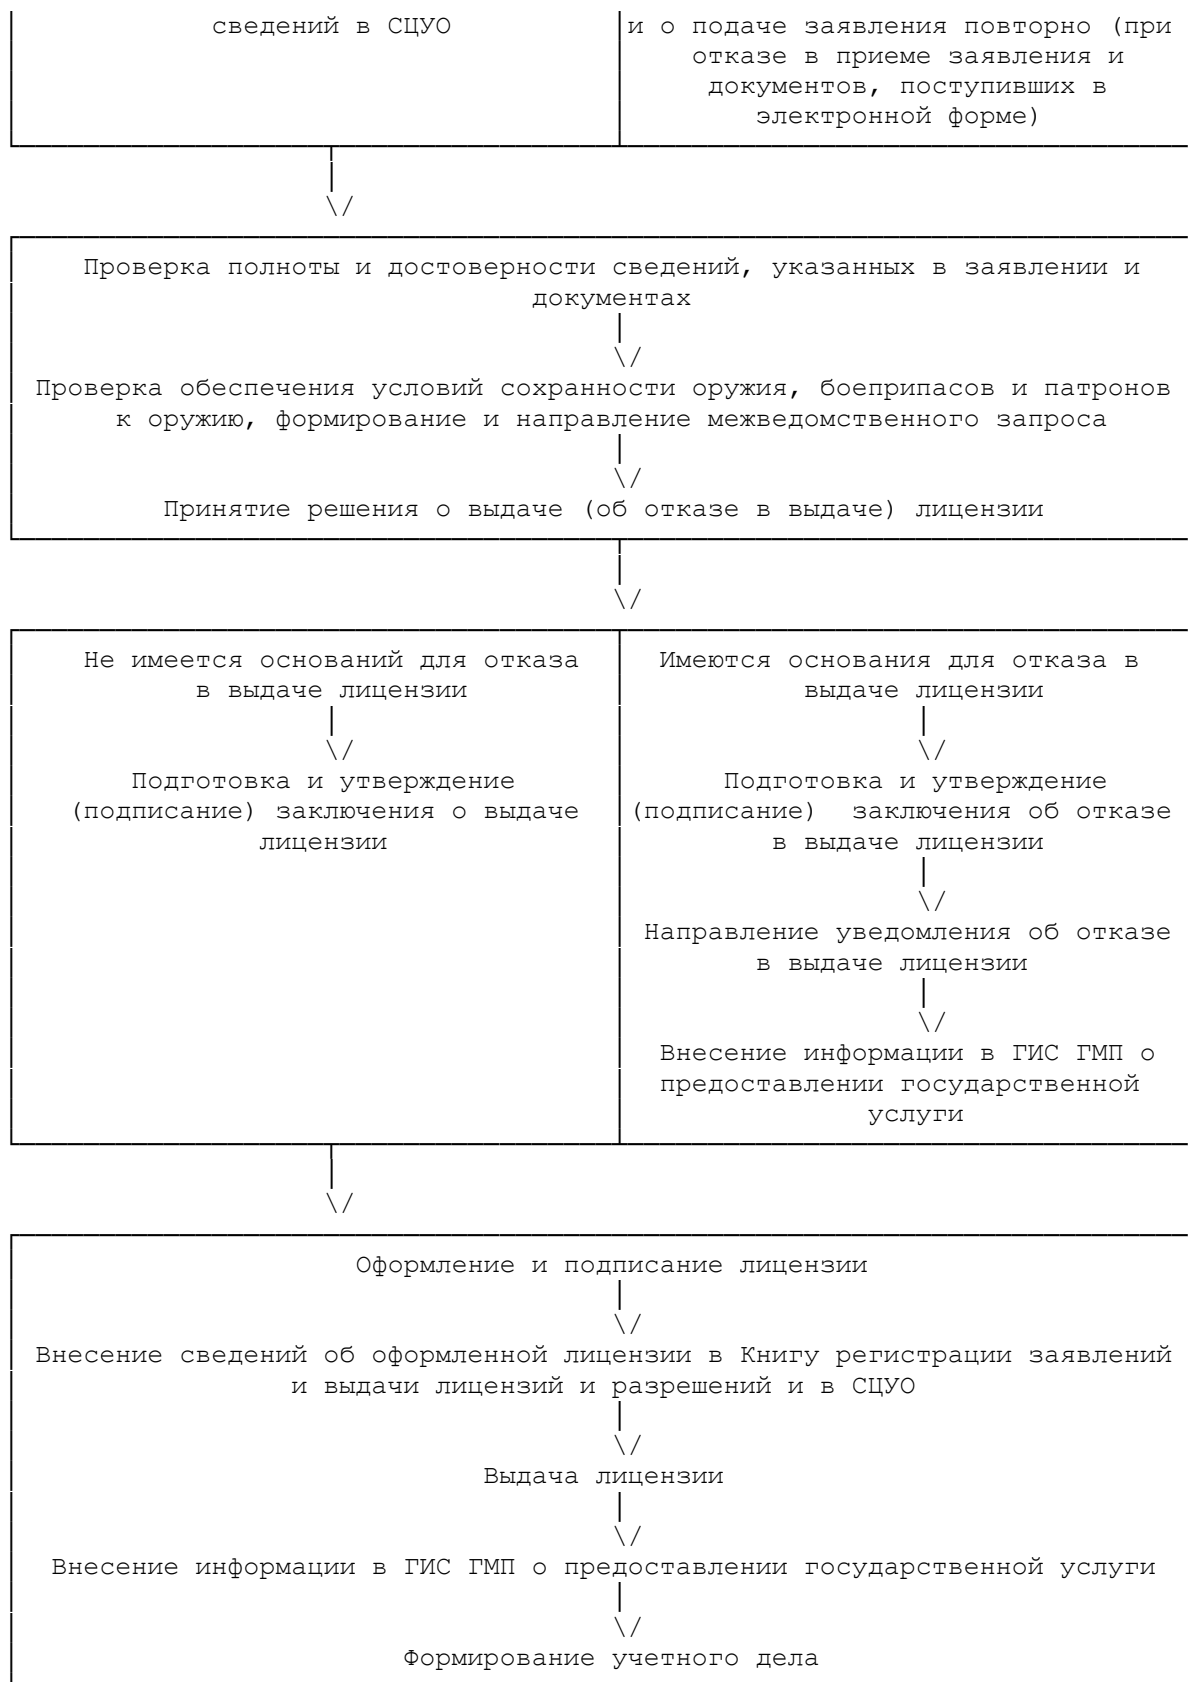 сведений в СЦУО
и о подаче заявления повторно (при
отказе в приеме заявления и
документов, поступивших в
электронной форме)
Проверка полноты и достоверности сведений, указанных в заявлении и
документах
Проверка обеспечения условий сохранности оружия, боеприпасов и патронов
к оружию, формирование и направление межведомственного запроса
Принятие решения о выдаче (об отказе в выдаче) лицензии
Не имеется оснований для отказа
в выдаче лицензии
Подготовка и утверждение
(подписание) заключения о выдаче
лицензии
Имеются основания для отказа в
выдаче лицензии
Подготовка и утверждение
(подписание) заключения об отказе
в выдаче лицензии
Направление уведомления об отказе
в выдаче лицензии
Внесение информации в ГИС ГМП о
предоставлении государственной
услуги
Оформление и подписание лицензии
Внесение сведений об оформленной лицензии в Книгу регистрации заявлений
и выдачи лицензий и разрешений и в СЦУО
Выдача лицензии
Внесение информации в ГИС ГМП о предоставлении государственной услуги
Формирование учетного дела